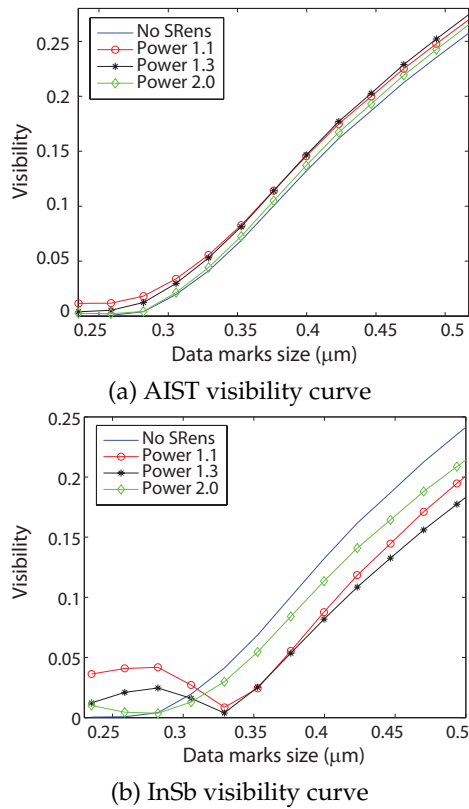 0.25
0.2
0.15
0.1
0.05
0
Visibility
No SRens
Power 1.1
Power 1.3
Power 2.0
0.25 0.3 0.35 0.4 0.45 0.5
Data marks size (μm)
(a) AIST visibility curve
0.25
0.2
0.15
0.1
0.05
0
Visibility
No SRens
Power 1.1
Power 1.3
Power 2.0
0.25 0.3 0.35 0.4 0.45 0.5
Data marks size (μm)
(b) InSb visibility curve